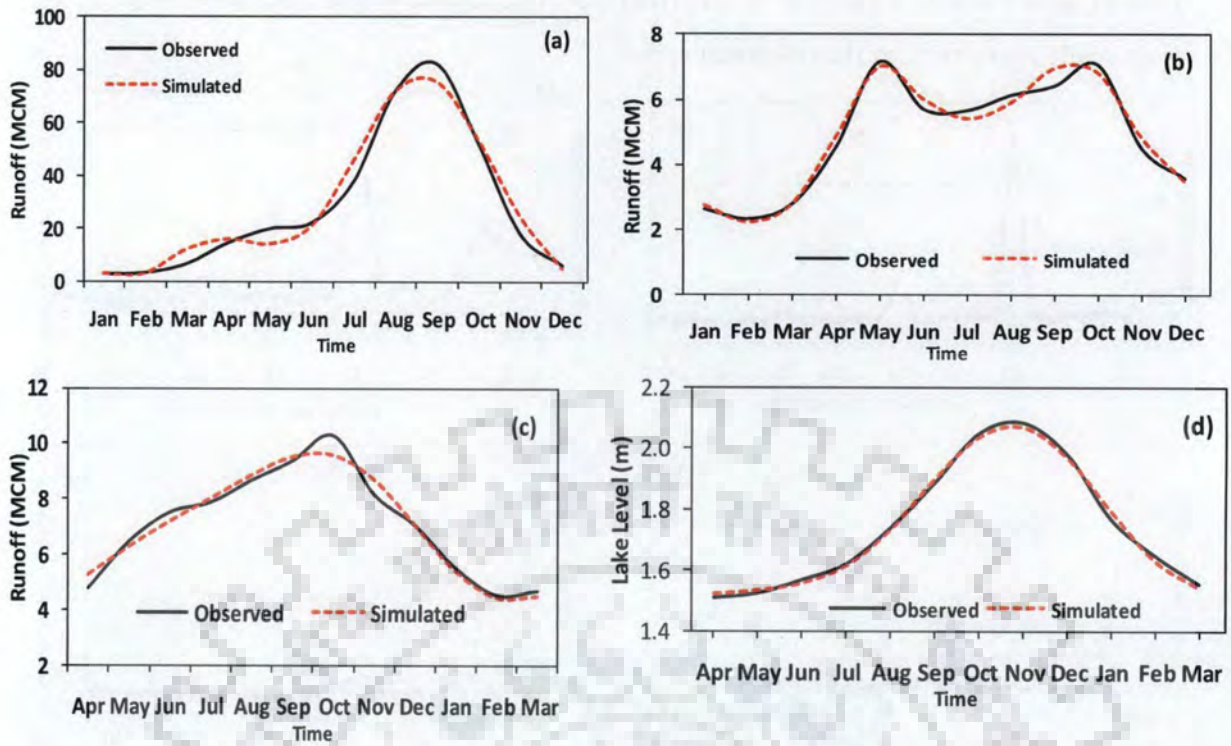 (a)
Observed
Simulated
Runoff (MCM)
100
80
60
40
20
0
Jan Feb Mar Apr May Jun Jul Aug Sep Oct Nov Dec
Time
(b)
Runoff (MCM)
8
6
4
2
0
Observed Simulated
Jan Feb Mar Apr May Jun Jul Aug Sep Oct Nov Dec
Time
(c)
Runoff (MCM)
12
10
8
6
4
2
Observed Simulated
Apr May Jun Jul Aug Sep Oct Nov Dec Jan Feb Mar
Time
(d)
Lake Level (m)
2.2
2.0
1.8
1.6
1.4
Observed Simulated
Apr May Jun Jul Aug Sep Oct Nov Dec Jan Feb Mar
Time